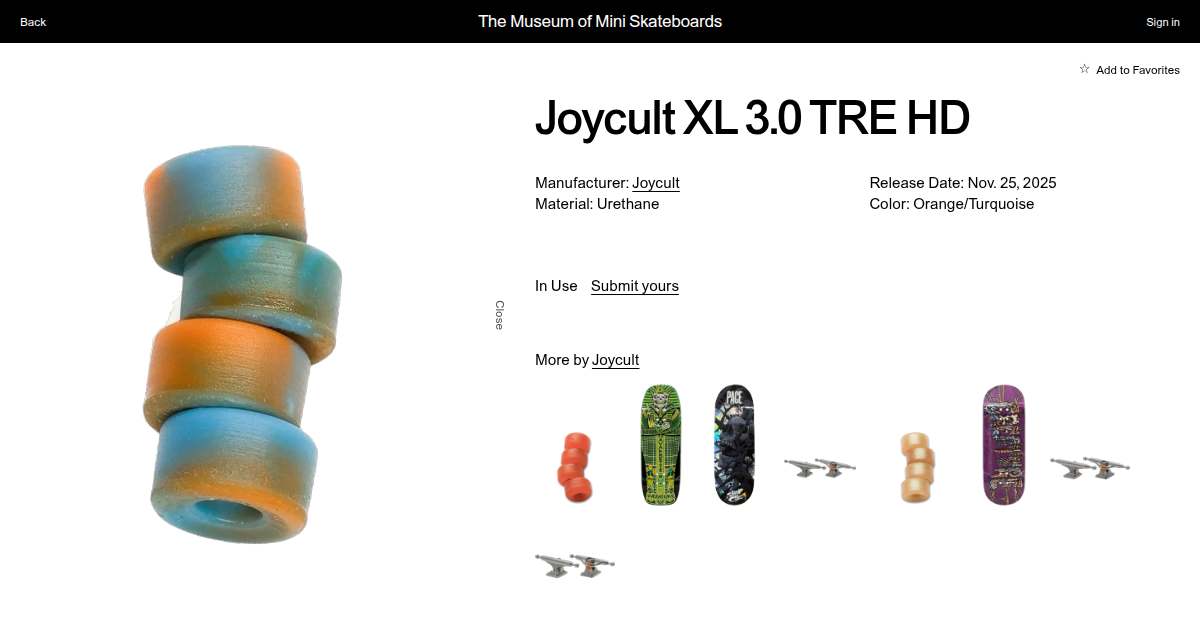 Back
The Museum of Mini Skateboards
Sign in
☆ Add to Favorites
Joycult XL 3.0 TRE HD
Manufacturer: Joycult
Release Date: Nov. 25, 2025
Material: Urethane
Color: Orange/Turquoise
In Use Submit yours
Close
More by Joycult
PACE